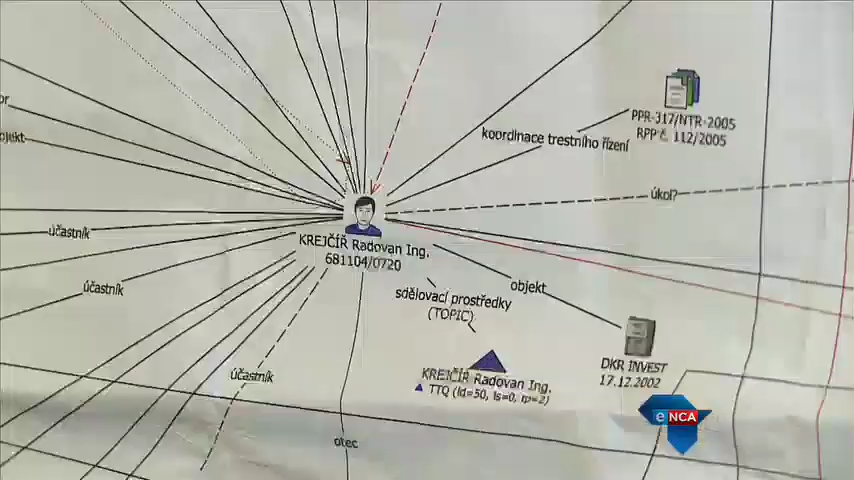 or
ojekt
PPR-317/NTR-2005
RPP č. 112/2005
koordinace trestního řízení
úkol?
účastník
KREJČÍŘ Radovan Ing.
681104/0720
účastník
objekt
sdělovací prostředky
(TOPIC)
DKR INVEST
17.12.2002
účastník
KREJČÍŘ Radovan Ing.
TTQ (ld=50, ls=0, rp=2)
eNCA
otec